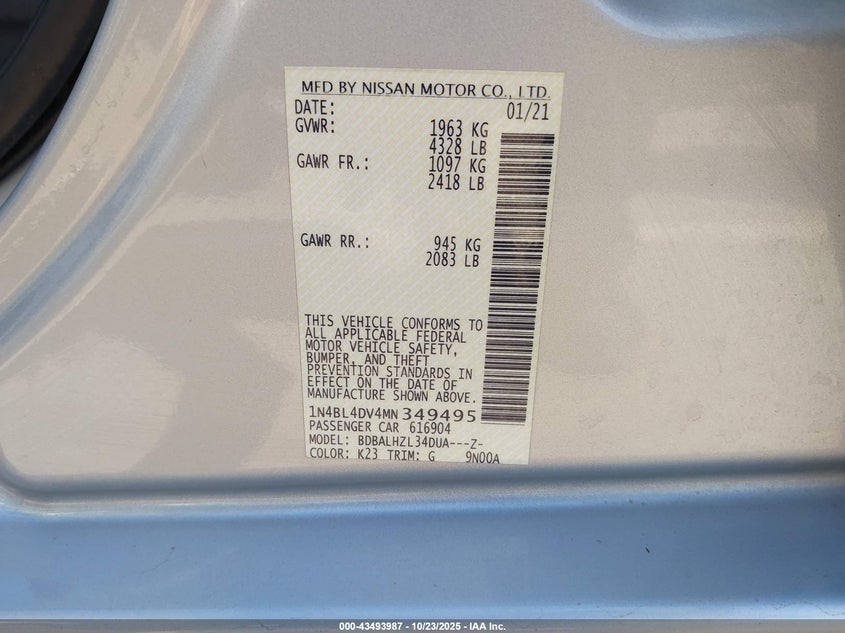 MFD BY NISSAN MOTOR CO., LTD.
DATE: 01/21
GVWR: 1963 KG
4328 LB
GAWR FR.: 1097 KG
2418 LB
GAWR RR.: 945 KG
2083 LB
THIS VEHICLE CONFORMS TO
ALL APPLICABLE FEDERAL
MOTOR VEHICLE SAFETY,
BUMPER, AND THEFT
PREVENTION STANDARDS IN
EFFECT ON THE DATE OF
MANUFACTURE SHOWN ABOVE.
1N4BL4DV4MN349495
PASSENGER CAR 616904
MODEL: BDBALHZL34DUA---Z-
COLOR: K23 TRIM: G 9N00A
000-43493987 - 10/23/2025 - IAA Inc.